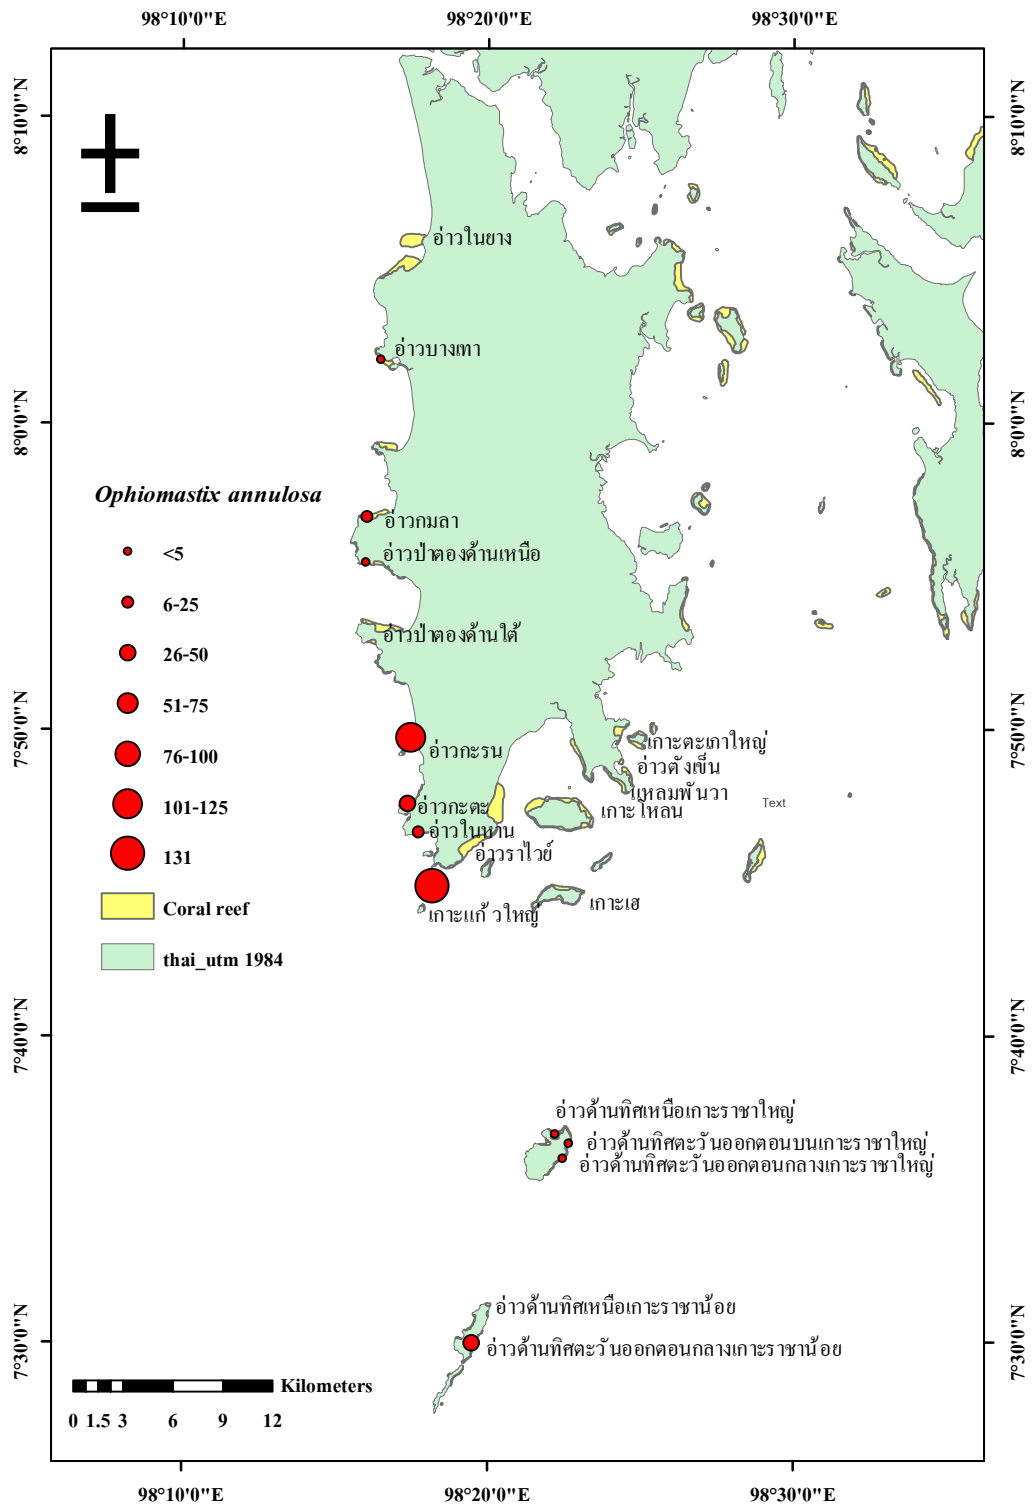 98°10'0"E 98°20'0"E 98°30'0"E
8°10'0"N 8°10'0"N
อ่าวในยาง
อ่าวบางเทา
8°0'0"N 8°0'0"N
Ophiomastix annulosa
อ่าวกมลา
<5
อ่าวป่าตองด้านเหนือ
6-25
อ่าวป่าตองด้านใต้
26-50
51-75
7°50'0"N 7°50'0"N
อ่าวกะรน
เกาะตะเภาใหญ่
76-100
อ่าวตังเข็น
แหลมพันวา
101-125
อ่าวกะตะ
เกาะโหลน
Text
อ่าวในหาน
131
อ่าวราไวย์
Coral reef
เกาะแก้วใหญ่
เกาะเฮ
thai_utm 1984
7°40'0"N 7°40'0"N
อ่าวด้านทิศเหนือเกาะราชาใหญ่
อ่าวด้านทิศตะวันออกตอนบนเกาะราชาใหญ่
อ่าวด้านทิศตะวันออกตอนกลางเกาะราชาใหญ่
อ่าวด้านทิศเหนือเกาะราชาน้อย
7°30'0"N 7°30'0"N
อ่าวด้านทิศตะวันออกตอนกลางเกาะราชาน้อย
Kilometers
0 1.5 3 6 9 12
98°10'0"E 98°20'0"E 98°30'0"E